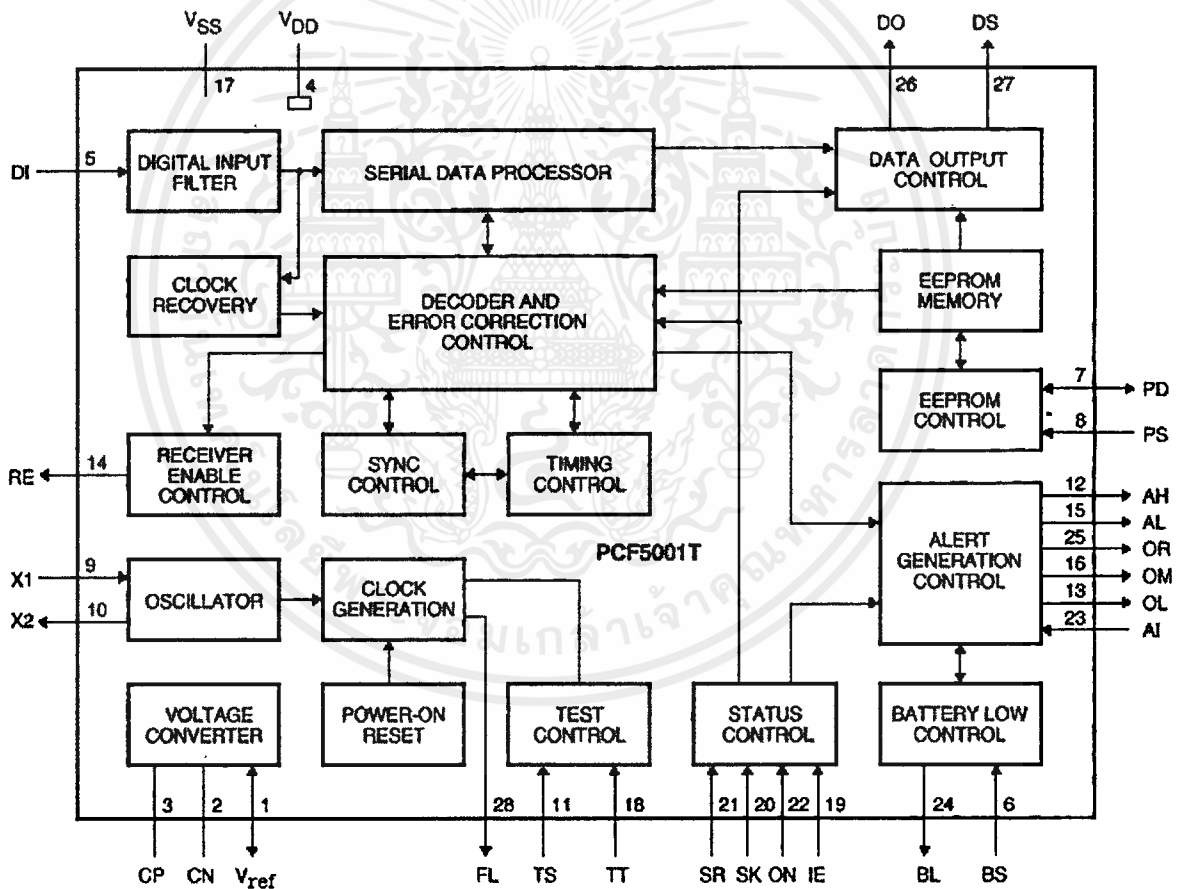 VSS VDD DO DS
17 4 26 27
DI 5
DIGITAL INPUT
FILTER
SERIAL DATA PROCESSOR
DATA OUTPUT
CONTROL
CLOCK
RECOVERY
DECODER AND
ERROR CORRECTION
CONTROL
EEPROM
MEMORY
EEPROM
CONTROL
7 PD
8 PS
RE 14
RECEIVER
ENABLE
CONTROL
SYNC
CONTROL
TIMING
CONTROL
ALERT
GENERATION
CONTROL
12 AH
15 AL
25 OR
16 OM
13 OL
23 AI
PCF5001T
X1 9
X2 10
OSCILLATOR
CLOCK
GENERATION
VOLTAGE
CONVERTER
POWER-ON
RESET
TEST
CONTROL
STATUS
CONTROL
BATTERY LOW
CONTROL
3 2 1 28 11 18 21 20 22 19 24 6
CP CN Vref FL TS TT SR SK ON IE BL BS